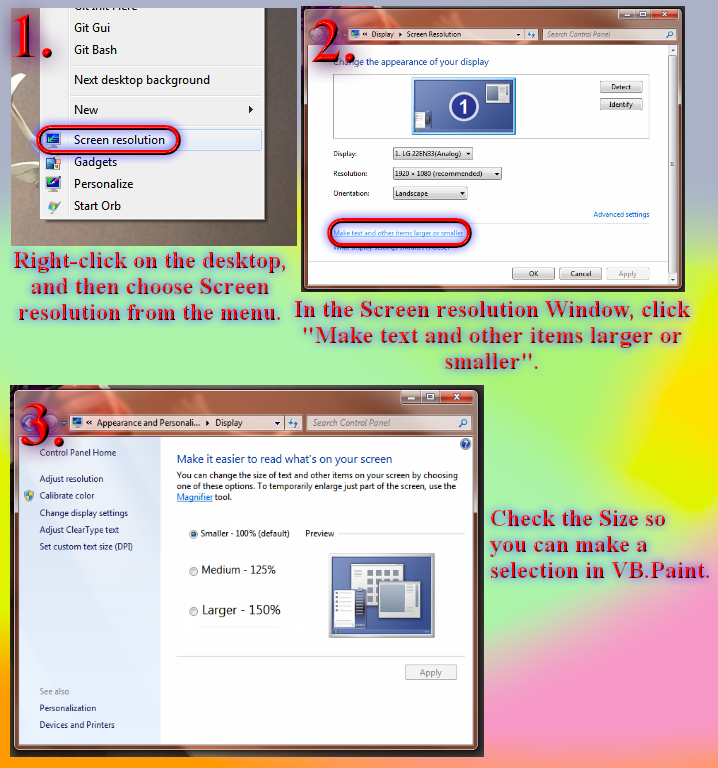 1.
Git Init Here
Git Gui
Git Bash
Next desktop background
New
Screen resolution
Gadgets
Personalize
Start Orb
Right-click on the desktop,
and then choose Screen
resolution from the menu.
2.
« Display Screen Resolution
Search Control Panel
Change the appearance of your display
1
Detect
Identify
Display:
1. LG 22EN33(Analog)
Resolution:
1920 × 1080 (recommended)
Orientation:
Landscape
Advanced settings
Make text and other items larger or smaller
What display settings should I choose?
OK
Cancel
Apply
In the Screen resolution Window, click
"Make text and other items larger or
smaller".
3.
« Appearance and Personali... Display
Search Control Panel
Control Panel Home
Adjust resolution
Calibrate color
Change display settings
Adjust ClearType text
Set custom text size (DPI)
See also
Personalization
Devices and Printers
Make it easier to read what's on your screen
You can change the size of text and other items on your screen by choosing
one of these options. To temporarily enlarge just part of the screen, use the
Magnifier tool.
Smaller - 100% (default)
Preview
Medium - 125%
Larger - 150%
Apply
Check the Size so
you can make a
selection in VB.Paint.